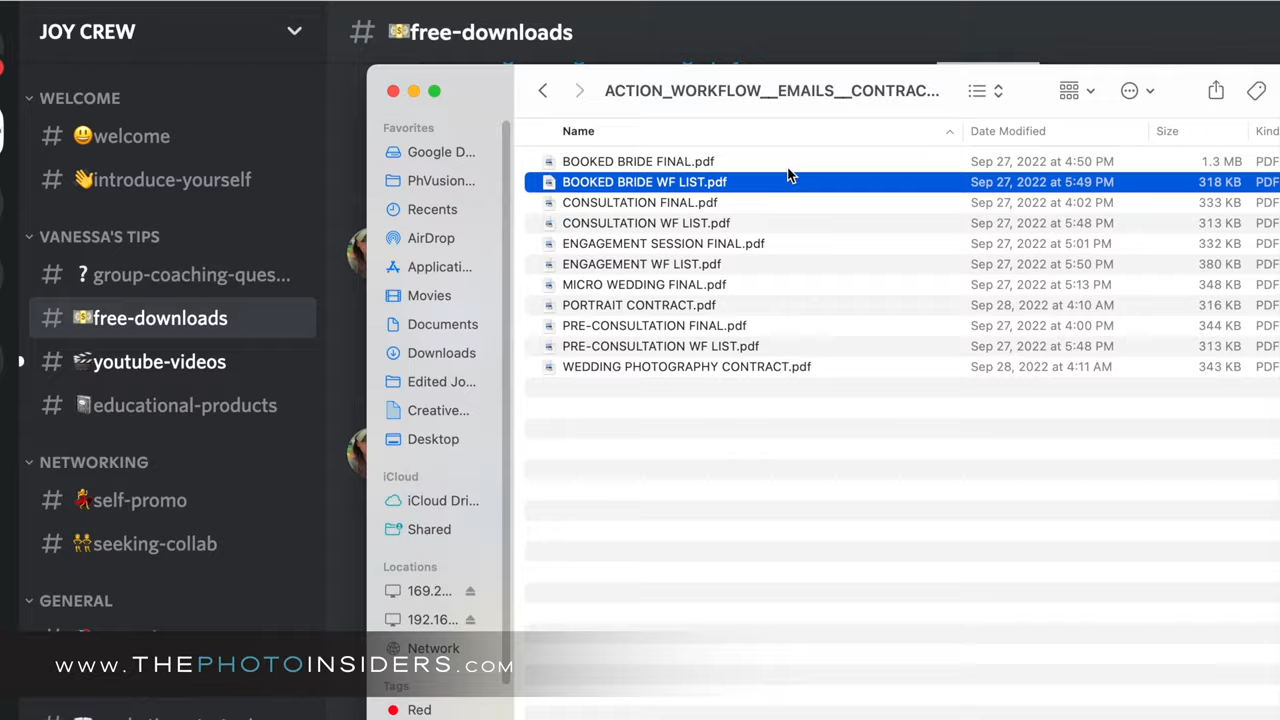 JOY CREW
WELCOME
# 😃welcome
# 👋introduce-yourself
VANESSA'S TIPS
# ❔group-coaching-ques...
# 💵free-downloads
# 🎬youtube-videos
# 📓educational-products
NETWORKING
# 💃self-promo
# 👯seeking-collab
GENERAL
# 💵free-downloads
ACTION_WORKFLOW__EMAILS__CONTRAC...
Favorites
Google D...
PhVusion...
Recents
AirDrop
Applicati...
Movies
Documents
Downloads
Edited Jo...
Creative...
Desktop
iCloud
iCloud Dri...
Shared
Locations
169.2...
192.16...
Network
Tags
Red
Name Date Modified Size Kind
BOOKED BRIDE FINAL.pdf Sep 27, 2022 at 4:50 PM 1.3 MB PDF
BOOKED BRIDE WF LIST.pdf Sep 27, 2022 at 5:49 PM 318 KB PDF
CONSULTATION FINAL.pdf Sep 27, 2022 at 4:02 PM 333 KB PDF
CONSULTATION WF LIST.pdf Sep 27, 2022 at 5:48 PM 313 KB PDF
ENGAGEMENT SESSION FINAL.pdf Sep 27, 2022 at 5:01 PM 332 KB PDF
ENGAGEMENT WF LIST.pdf Sep 27, 2022 at 5:50 PM 380 KB PDF
MICRO WEDDING FINAL.pdf Sep 27, 2022 at 5:13 PM 348 KB PDF
PORTRAIT CONTRACT.pdf Sep 28, 2022 at 4:10 AM 316 KB PDF
PRE-CONSULTATION FINAL.pdf Sep 27, 2022 at 4:00 PM 344 KB PDF
PRE-CONSULTATION WF LIST.pdf Sep 27, 2022 at 5:48 PM 313 KB PDF
WEDDING PHOTOGRAPHY CONTRACT.pdf Sep 28, 2022 at 4:11 AM 343 KB PDF
www.THEPHOTOINSIDERS.com